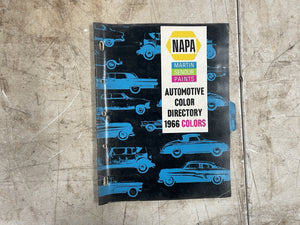 NAPA
MARTIN
SENOUR
PAINTS
AUTOMOTIVE
COLOR
DIRECTORY
1966 COLORS